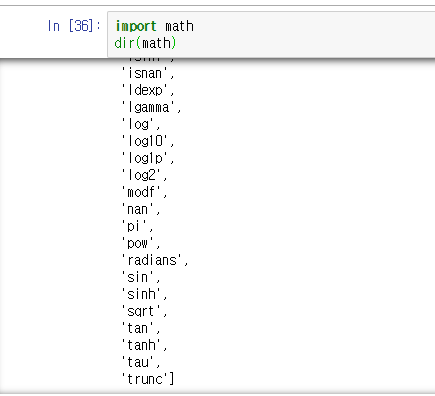 In [36]: import math
dir(math)
'isnan',
'ldexp',
'lgamma',
'log',
'log10',
'log1p',
'log2',
'modf',
'nan',
'pi',
'pow',
'radians',
'sin',
'sinh',
'sqrt',
'tan',
'tanh',
'tau',
'trunc']